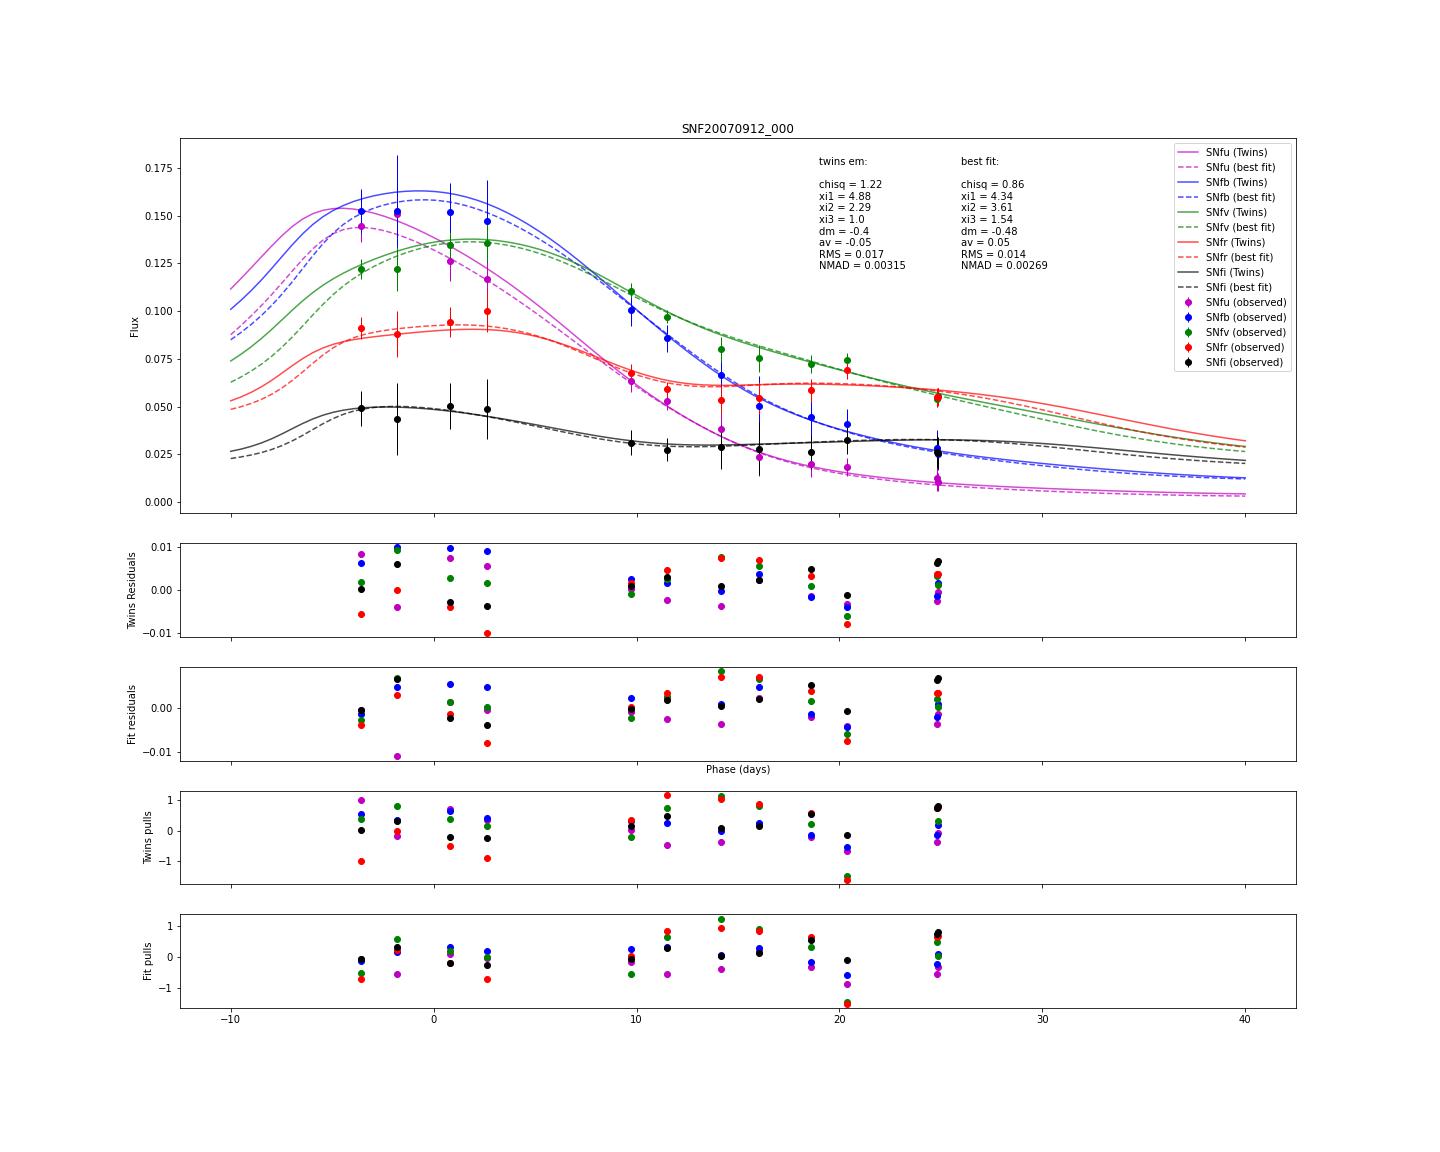 SNF20070912_000
Flux
0.175
0.150
0.125
0.100
0.075
0.050
0.025
0.000
twins em:
chisq = 1.22
xi1 = 4.88
xi2 = 2.29
xi3 = 1.0
dm = -0.4
av = -0.05
RMS = 0.017
NMAD = 0.00315
best fit:
chisq = 0.86
xi1 = 4.34
xi2 = 3.61
xi3 = 1.54
dm = -0.48
av = 0.05
RMS = 0.014
NMAD = 0.00269
SNfu (Twins)
SNfu (best fit)
SNfb (Twins)
SNfb (best fit)
SNfv (Twins)
SNfv (best fit)
SNfr (Twins)
SNfr (best fit)
SNfi (Twins)
SNfi (best fit)
SNfu (observed)
SNfb (observed)
SNfv (observed)
SNfr (observed)
SNfi (observed)
Twins Residuals
0.01
0.00
−0.01
Fit residuals
0.00
−0.01
Phase (days)
Twins pulls
1
0
−1
Fit pulls
1
0
−1
−10
0
10
20
30
40